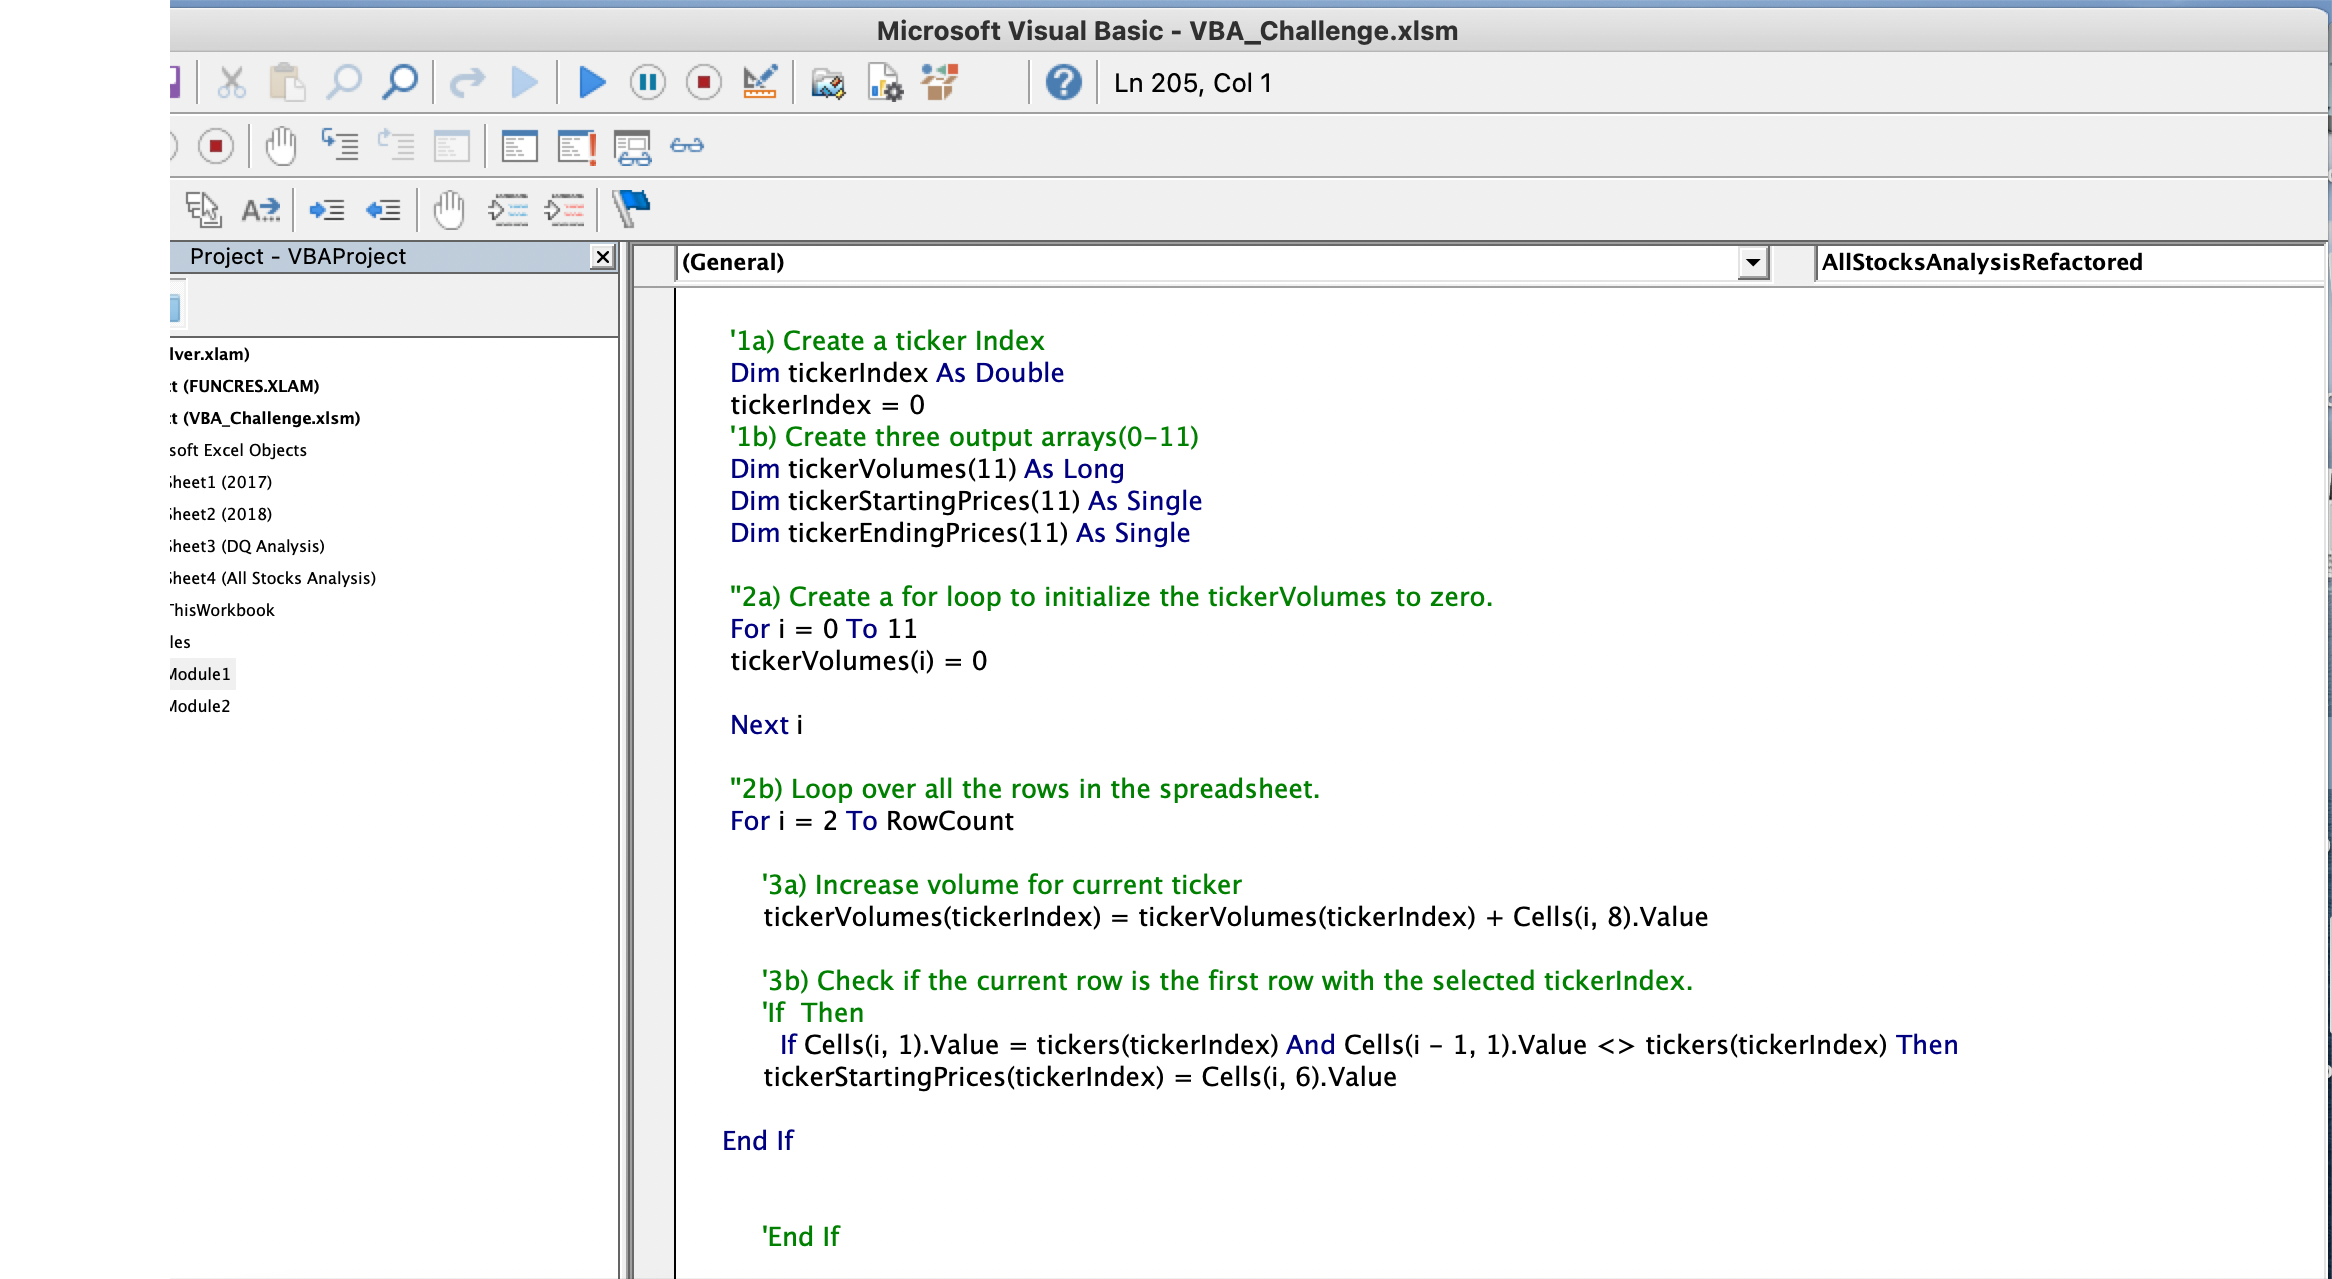 Microsoft Visual Basic - VBA_Challenge.xlsm
Ln 205, Col 1
Project - VBAProject
(General)
AllStocksAnalysisRefactored
lver.xlam)
t (FUNCRES.XLAM)
t (VBA_Challenge.xlsm)
soft Excel Objects
Sheet1 (2017)
Sheet2 (2018)
Sheet3 (DQ Analysis)
Sheet4 (All Stocks Analysis)
ThisWorkbook
les
Module1
Module2
'1a) Create a ticker Index
Dim tickerIndex As Double
tickerIndex = 0
'1b) Create three output arrays(0-11)
Dim tickerVolumes(11) As Long
Dim tickerStartingPrices(11) As Single
Dim tickerEndingPrices(11) As Single
''2a) Create a for loop to initialize the tickerVolumes to zero.
For i = 0 To 11
tickerVolumes(i) = 0
Next i
''2b) Loop over all the rows in the spreadsheet.
For i = 2 To RowCount
'3a) Increase volume for current ticker
tickerVolumes(tickerIndex) = tickerVolumes(tickerIndex) + Cells(i, 8).Value
'3b) Check if the current row is the first row with the selected tickerIndex.
'If  Then
If Cells(i, 1).Value = tickers(tickerIndex) And Cells(i - 1, 1).Value <> tickers(tickerIndex) Then
tickerStartingPrices(tickerIndex) = Cells(i, 6).Value
End If
'End If